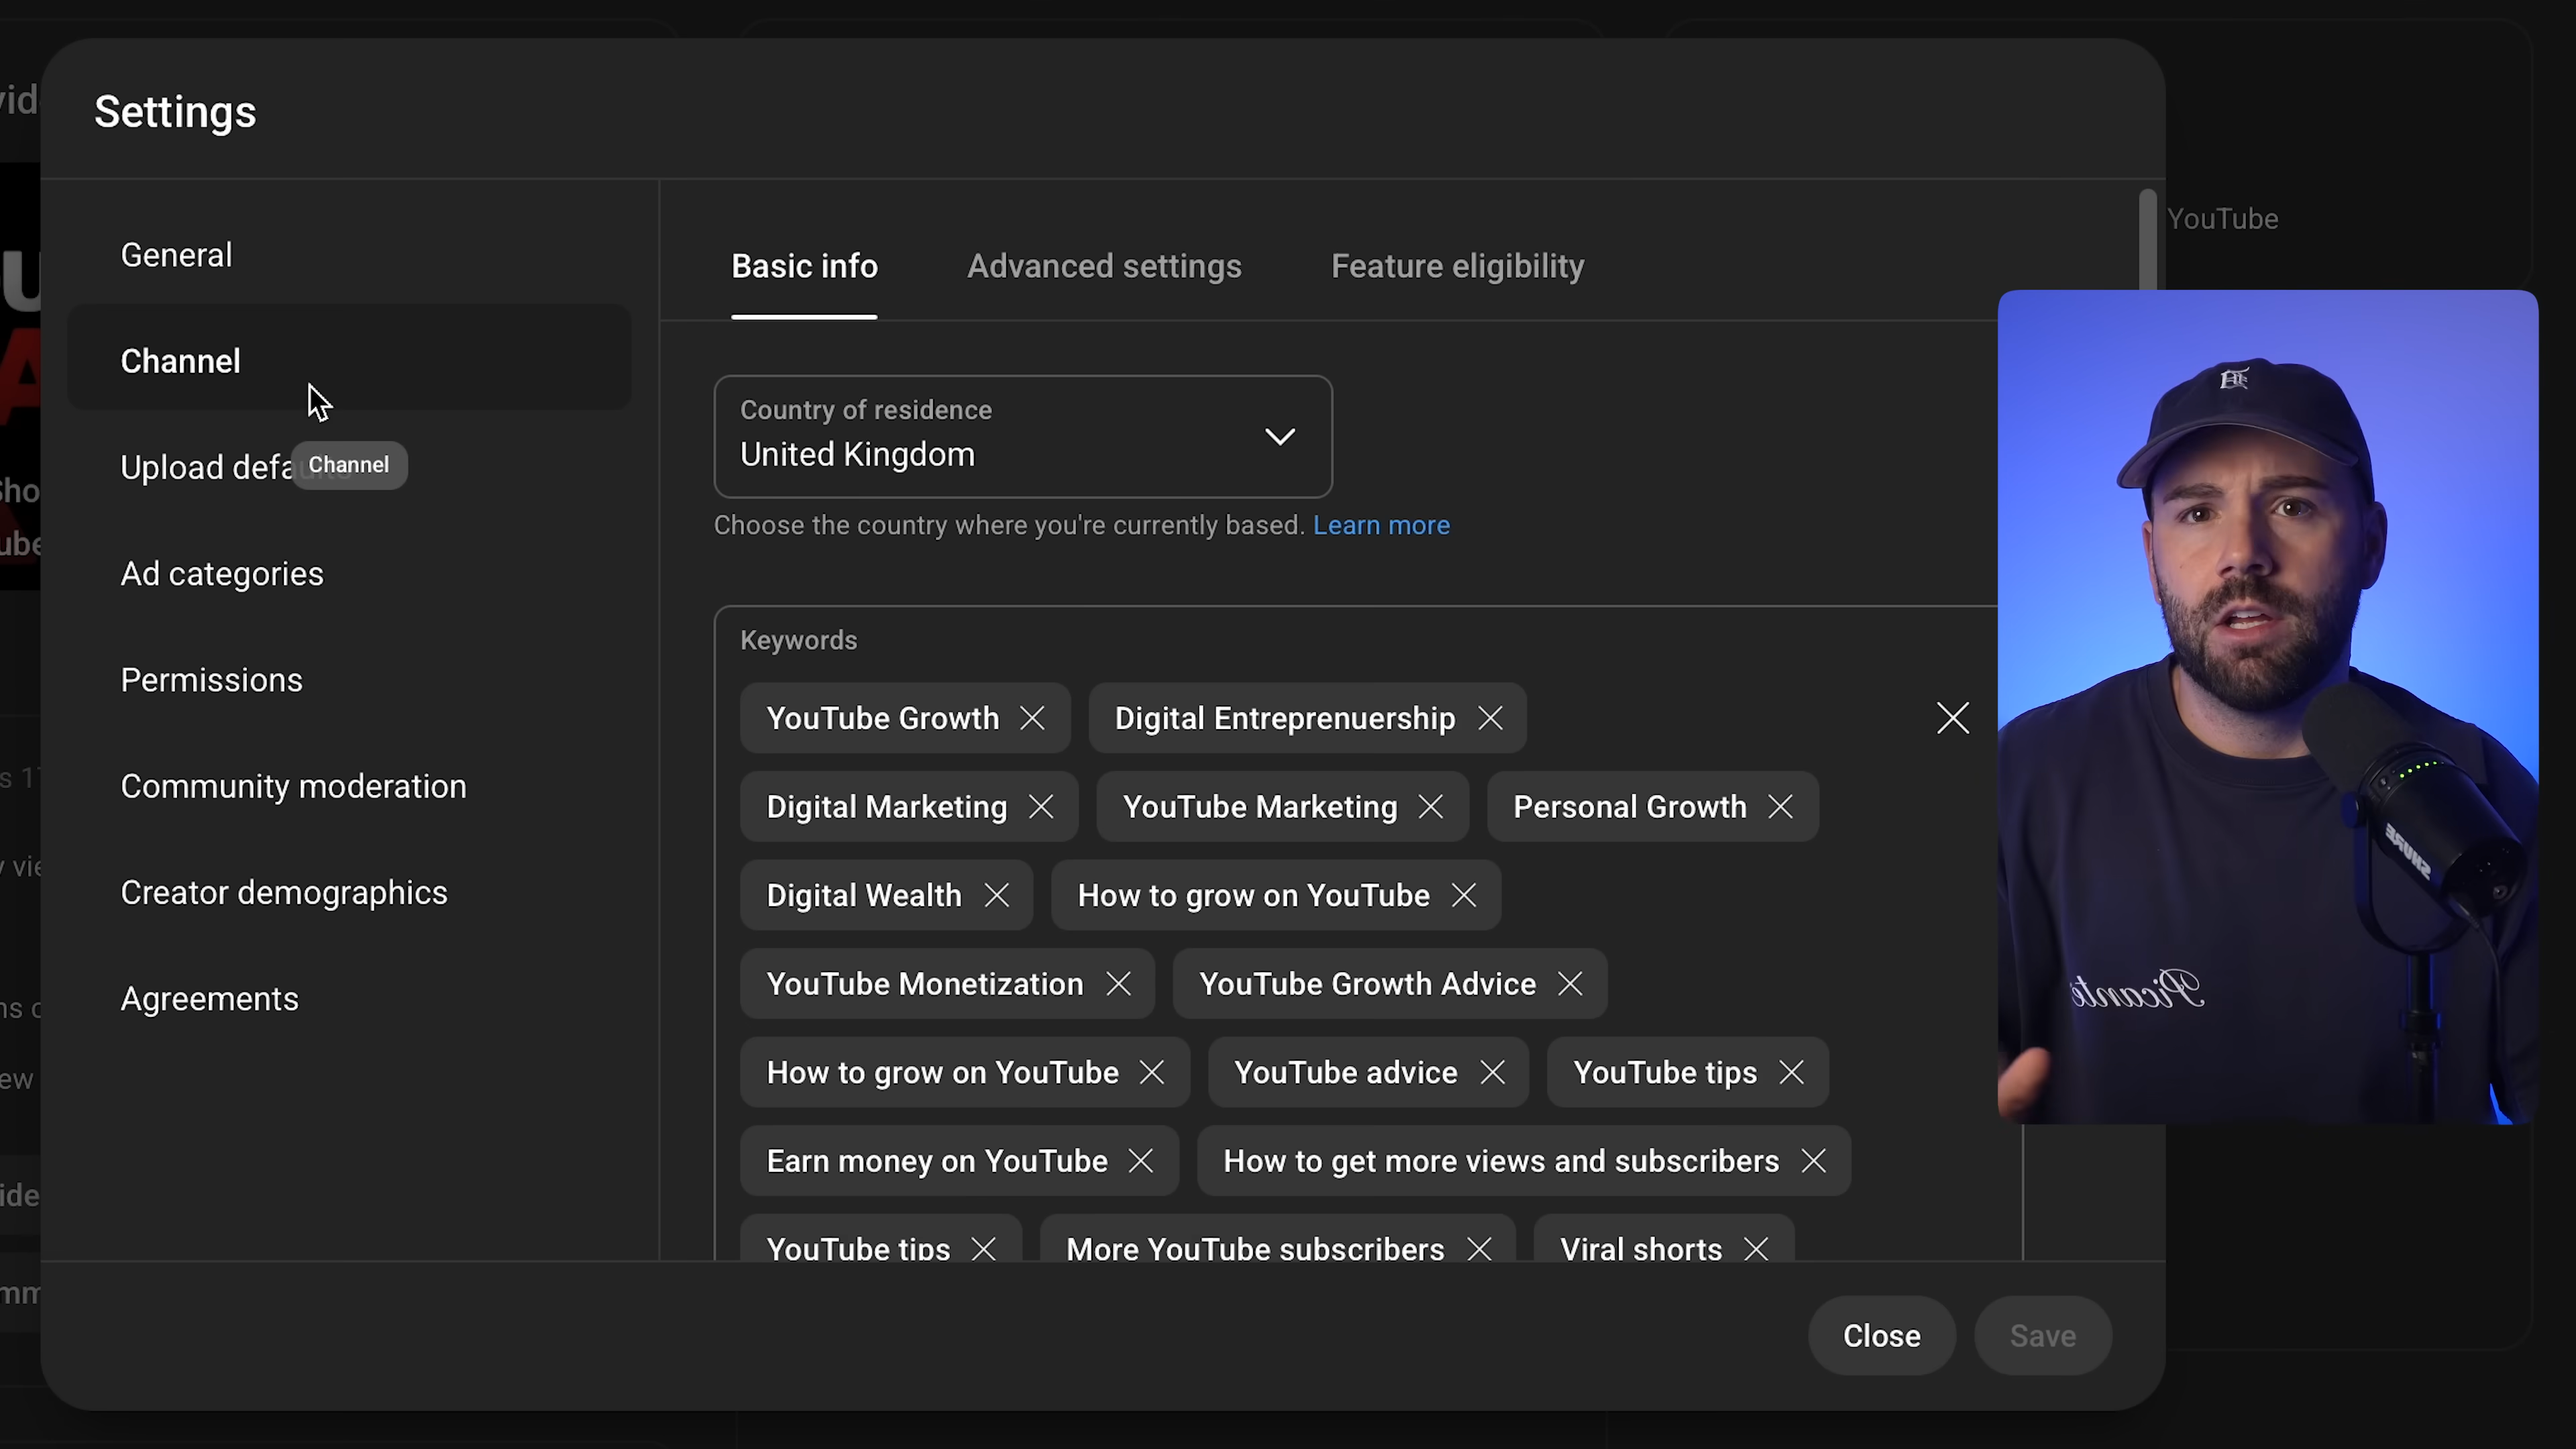 Settings
General
Channel
Upload defa
Channel
Ad categories
Permissions
Community moderation
Creator demographics
Agreements
Basic info
Advanced settings
Feature eligibility
Country of residence
United Kingdom
Choose the country where you're currently based. Learn more
Keywords
YouTube Growth
Digital Entreprenuership
Digital Marketing
YouTube Marketing
Personal Growth
Digital Wealth
How to grow on YouTube
YouTube Monetization
YouTube Growth Advice
How to grow on YouTube
YouTube advice
YouTube tips
Earn money on YouTube
How to get more views and subscribers
YouTube tips
More YouTube subscribers
Viral shorts
Close
Save
YouTube
SHURE
Picante